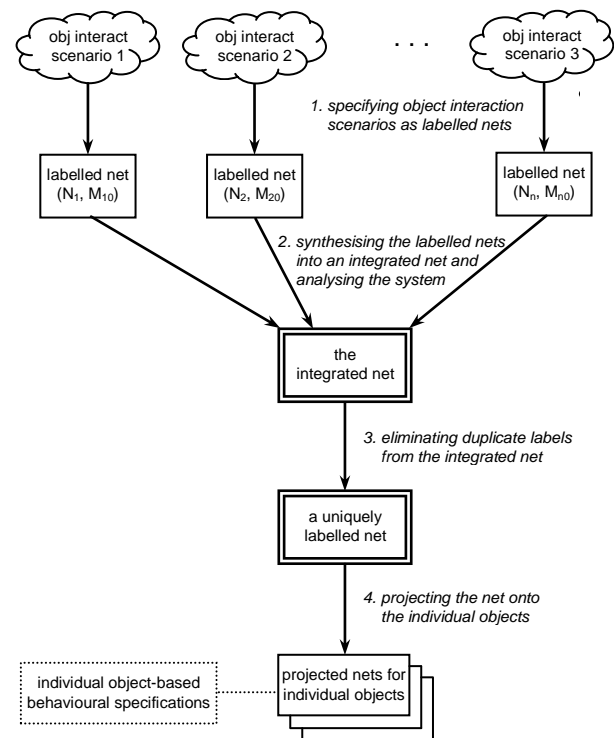 obj interact
scenario 1
obj interact
scenario 2
. . .
obj interact
scenario 3
1. specifying object interaction
scenarios as labelled nets
labelled net
(N₁, M₁₀)
labelled net
(N₂, M₂₀)
labelled net
(Nₙ, Mₙ₀)
2. synthesising the labelled nets
into an integrated net and
analysing the system
the
integrated net
3. eliminating duplicate labels
from the integrated net
a uniquely
labelled net
4. projecting the net onto
the individual objects
individual object-based
behavioural specifications
projected nets for
individual objects